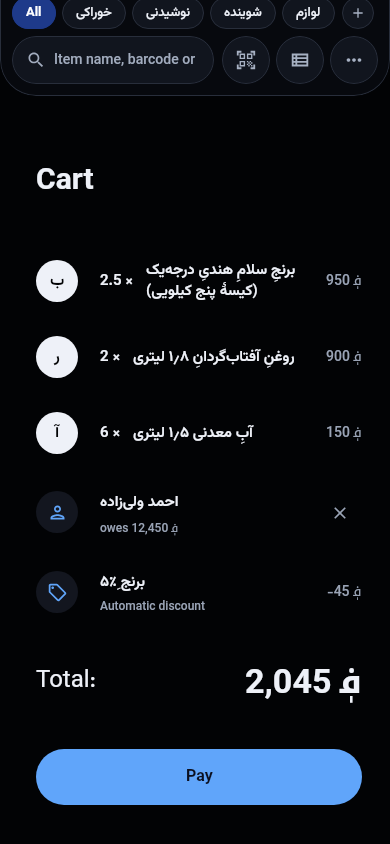 All
خوراکی
نوشیدنی
شوینده
لوازم
+
Item name, barcode or
Cart
ب
2.5 ×
برنجِ سلامِ هندیِ درجه‌یک
(کیسهٔ پنج کیلویی)
950 ؋
ر
2 ×
روغنِ آفتاب‌گردانِ ۱٫۸ لیتری
900 ؋
آ
6 ×
آبِ معدنی ۱٫۵ لیتری
150 ؋
احمد ولی‌زاده
owes 12,450 ؋
برنج ۵٪
Automatic discount
-45 ؋
Total:
2,045 ؋
Pay